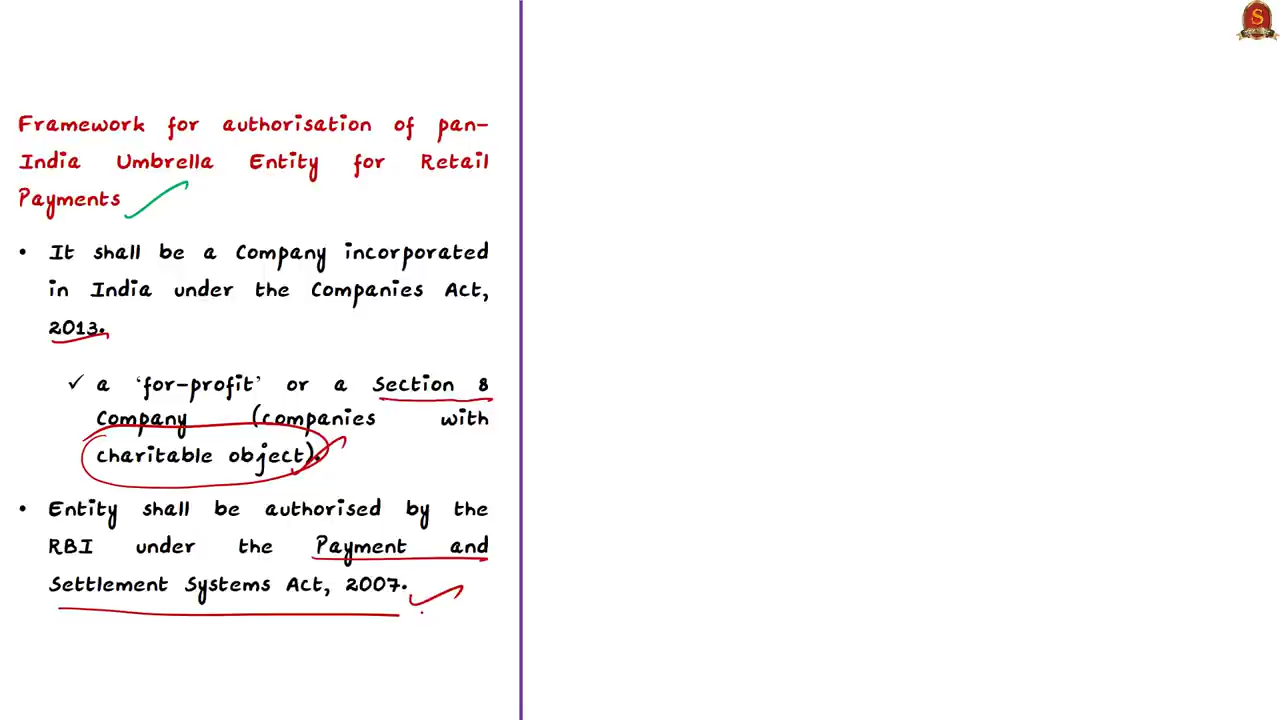 Framework for authorisation of pan-
India Umbrella Entity for Retail
Payments
• It shall be a Company incorporated
in India under the Companies Act,
2013.
✓ a ‘for-profit’ or a Section 8
Company (companies with
charitable object).
• Entity shall be authorised by the
RBI under the Payment and
Settlement Systems Act, 2007.
S